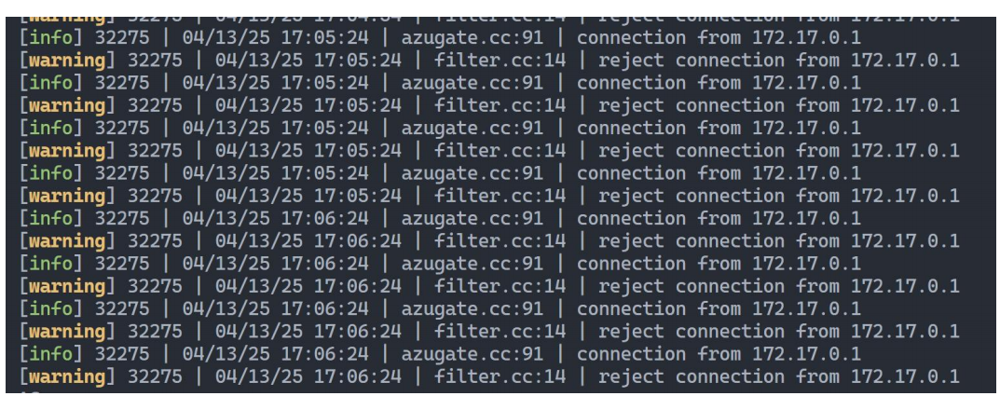 [warning] 32275 | 04/13/25 17:04:34 | filter.cc:14 | reject connection from 172.17.0.1
[info] 32275 | 04/13/25 17:05:24 | azugate.cc:91 | connection from 172.17.0.1
[warning] 32275 | 04/13/25 17:05:24 | filter.cc:14 | reject connection from 172.17.0.1
[info] 32275 | 04/13/25 17:05:24 | azugate.cc:91 | connection from 172.17.0.1
[warning] 32275 | 04/13/25 17:05:24 | filter.cc:14 | reject connection from 172.17.0.1
[info] 32275 | 04/13/25 17:05:24 | azugate.cc:91 | connection from 172.17.0.1
[warning] 32275 | 04/13/25 17:05:24 | filter.cc:14 | reject connection from 172.17.0.1
[info] 32275 | 04/13/25 17:05:24 | azugate.cc:91 | connection from 172.17.0.1
[warning] 32275 | 04/13/25 17:05:24 | filter.cc:14 | reject connection from 172.17.0.1
[info] 32275 | 04/13/25 17:06:24 | azugate.cc:91 | connection from 172.17.0.1
[warning] 32275 | 04/13/25 17:06:24 | filter.cc:14 | reject connection from 172.17.0.1
[info] 32275 | 04/13/25 17:06:24 | azugate.cc:91 | connection from 172.17.0.1
[warning] 32275 | 04/13/25 17:06:24 | filter.cc:14 | reject connection from 172.17.0.1
[info] 32275 | 04/13/25 17:06:24 | azugate.cc:91 | connection from 172.17.0.1
[warning] 32275 | 04/13/25 17:06:24 | filter.cc:14 | reject connection from 172.17.0.1
[info] 32275 | 04/13/25 17:06:24 | azugate.cc:91 | connection from 172.17.0.1
[warning] 32275 | 04/13/25 17:06:24 | filter.cc:14 | reject connection from 172.17.0.1